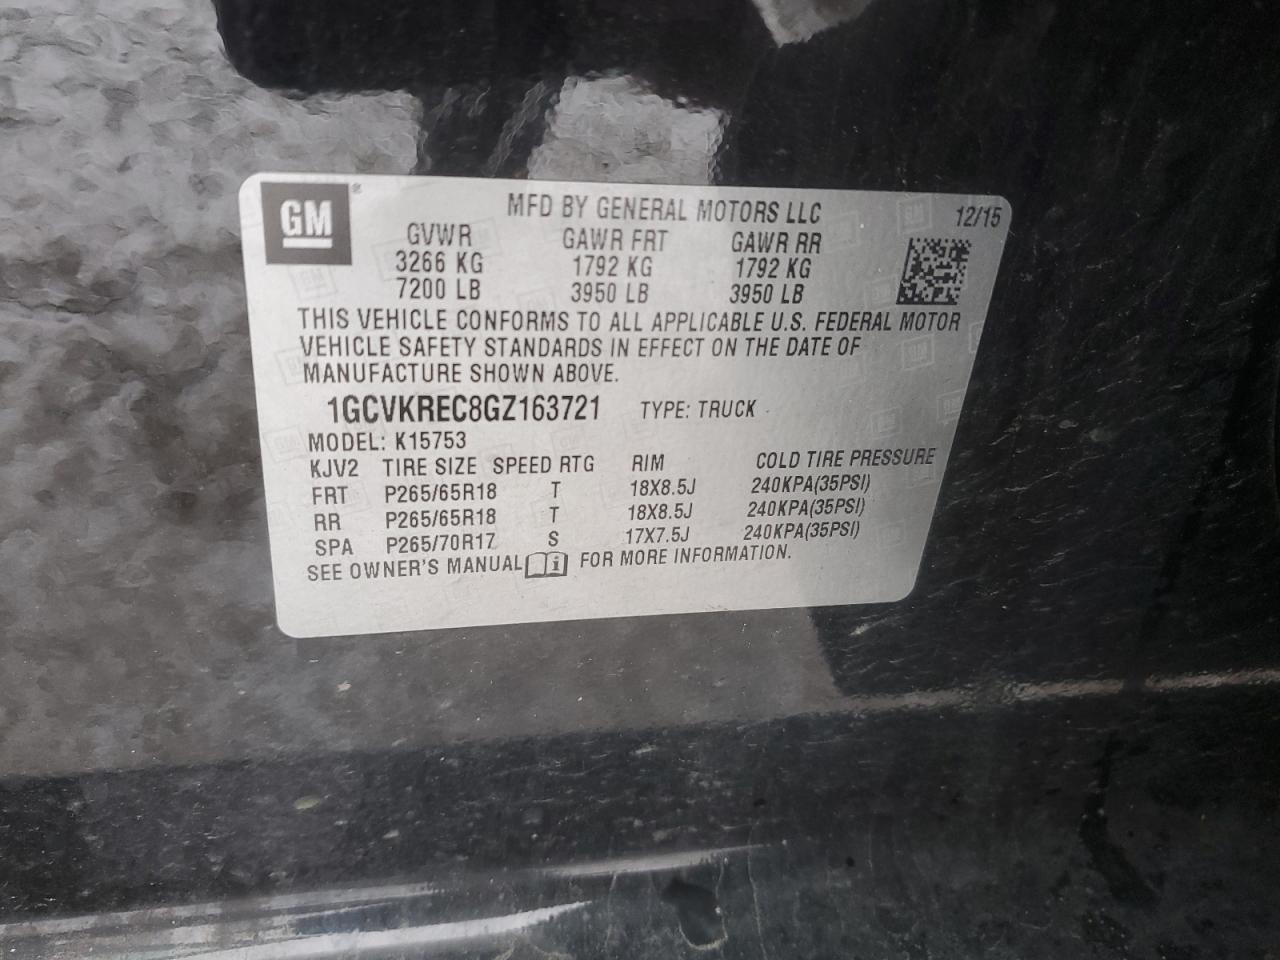 GM®
MFD BY GENERAL MOTORS LLC 12/15
GVWR GAWR FRT GAWR RR
3266 KG 1792 KG 1792 KG
7200 LB 3950 LB 3950 LB
THIS VEHICLE CONFORMS TO ALL APPLICABLE U.S. FEDERAL MOTOR
VEHICLE SAFETY STANDARDS IN EFFECT ON THE DATE OF
MANUFACTURE SHOWN ABOVE.
1GCVKREC8GZ163721 TYPE: TRUCK
MODEL: K15753
KJV2 TIRE SIZE SPEED RTG RIM COLD TIRE PRESSURE
FRT P265/65R18 T 18X8.5J 240KPA(35PSI)
RR P265/65R18 T 18X8.5J 240KPA(35PSI)
SPA P265/70R17 S 17X7.5J 240KPA(35PSI)
SEE OWNER'S MANUAL i FOR MORE INFORMATION.